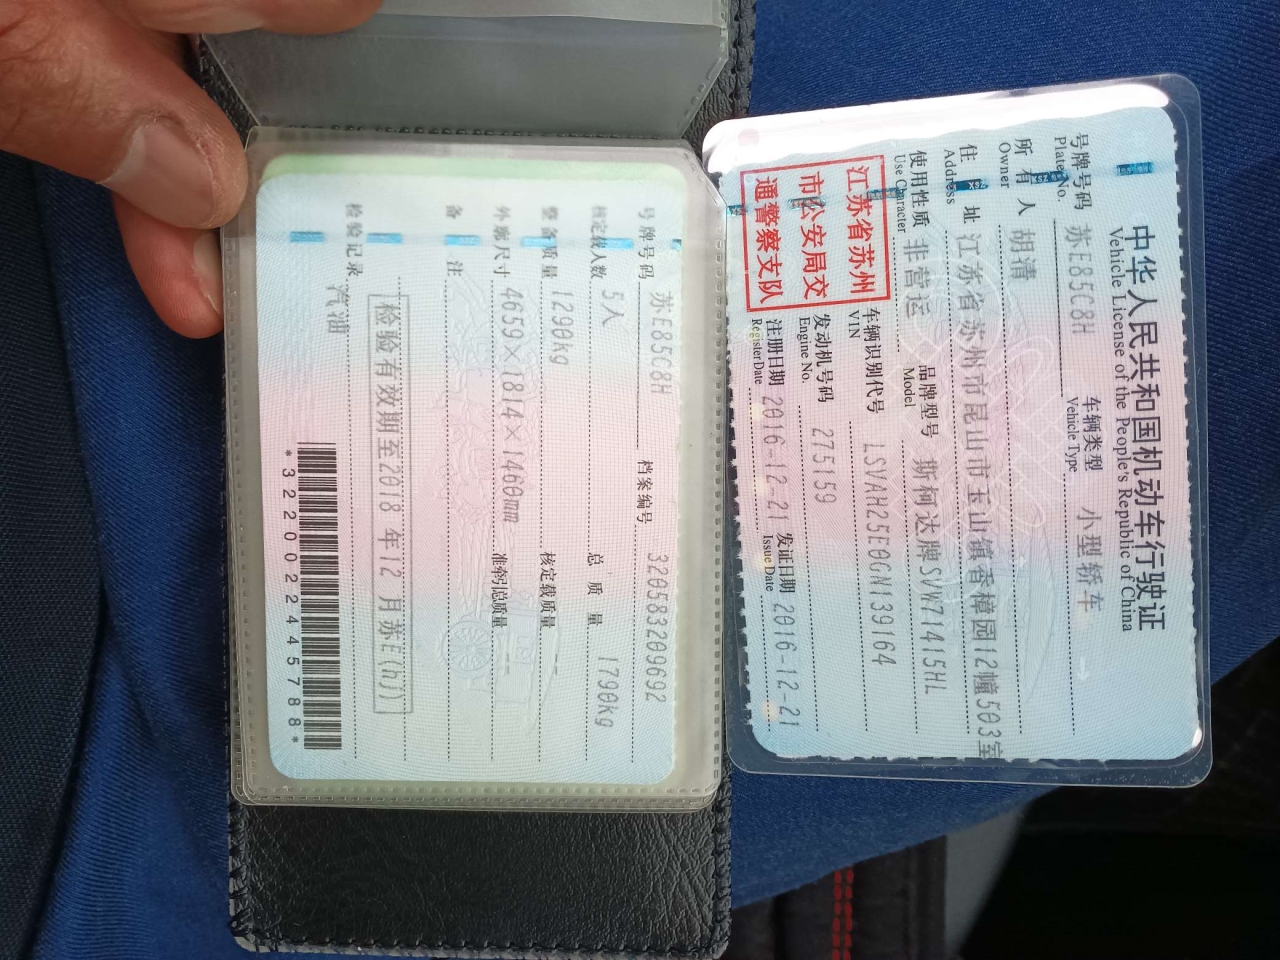 中华人民共和国机动车行驶证
Vehicle License of the People's Republic of China
号牌号码 苏E85C8H 车辆类型 小型轿车
Plate No. Vehicle Type
所有人 胡清
Owner
住址 江苏省苏州市昆山市玉山镇香樟园12幢503室
Address
使用性质 非营运 品牌型号 斯柯达牌SVW71415HL
Use Character Model
江苏省苏州
市公安局交
通警察支队
车辆识别代号 LSVAH25E0GN139164
VIN
发动机号码 275159
Engine No.
注册日期 2016-12-21 发证日期 2016-12-21
Register Date Issue Date
号牌号码 苏E85C8H 档案编号 320583209692
核定载人数 5人 总质量 1790kg
整备质量 1290kg 核定载质量 --
外廓尺寸 4659×1814×1460mm 准牵引总质量 --
备注
检验有效期至2018年12月苏E(hj)
检验记录
汽油
*3220022445788*